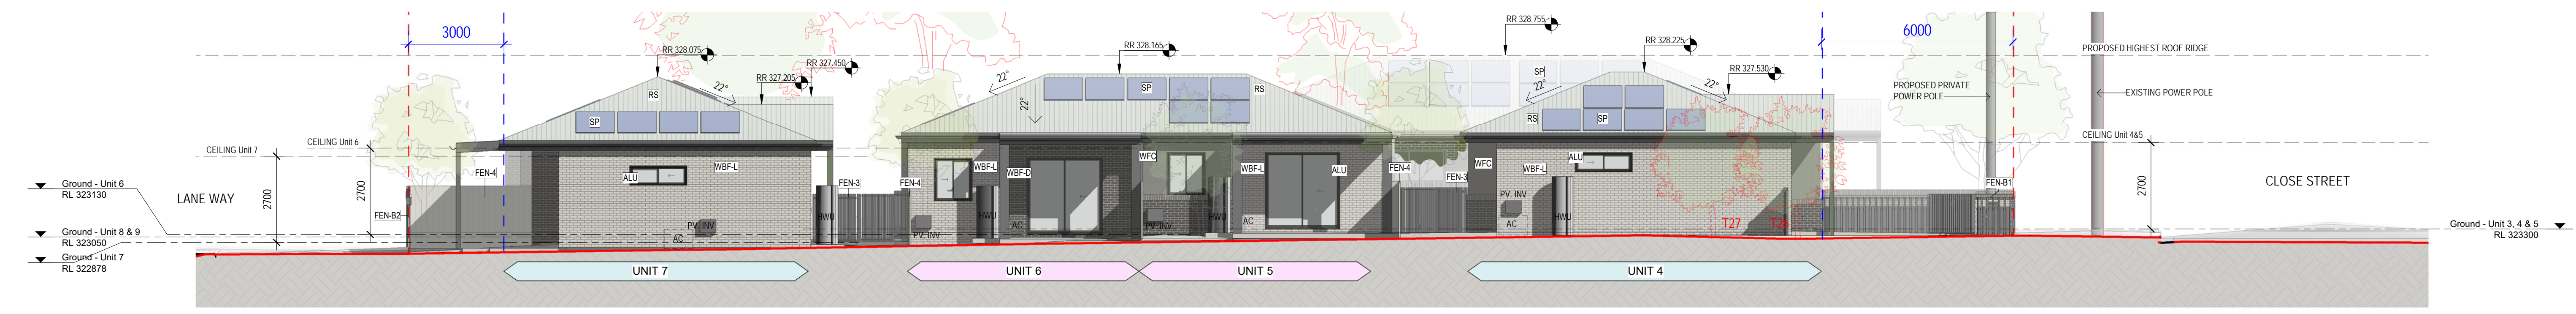 3000
RR 328.075
RR 327.450
RR 327.205
RR 328.165
RR 328.755
RR 328.225
RR 327.530
6000
PROPOSED HIGHEST ROOF RIDGE
PROPOSED PRIVATE
POWER POLE
EXISTING POWER POLE
RS
22°
SP
22°
22°
SP
RS
SP
22°
22°
RS
SP
CEILING Unit 7
CEILING Unit 6
CEILING Unit 4&5
FEN-4
ALU
WBF-L
FEN-3
FEN-4
WBF-L
WBF-D
WFC
WBF-L
ALU
FEN-4
FEN-3
WFC
WBF-L
ALU
FEN-B1
Ground - Unit 6
RL 323130
LANE WAY
2700
2700
FEN-B2
PV. INV
AC
HWU
PV. INV
HWU
AC
PV. INV
HWU
AC
PV. INV
AC
HWU
T27
T26
2700
CLOSE STREET
Ground - Unit 8 & 9
RL 323050
Ground - Unit 7
RL 322878
Ground - Unit 3, 4 & 5
RL 323300
UNIT 7
UNIT 6
UNIT 5
UNIT 4